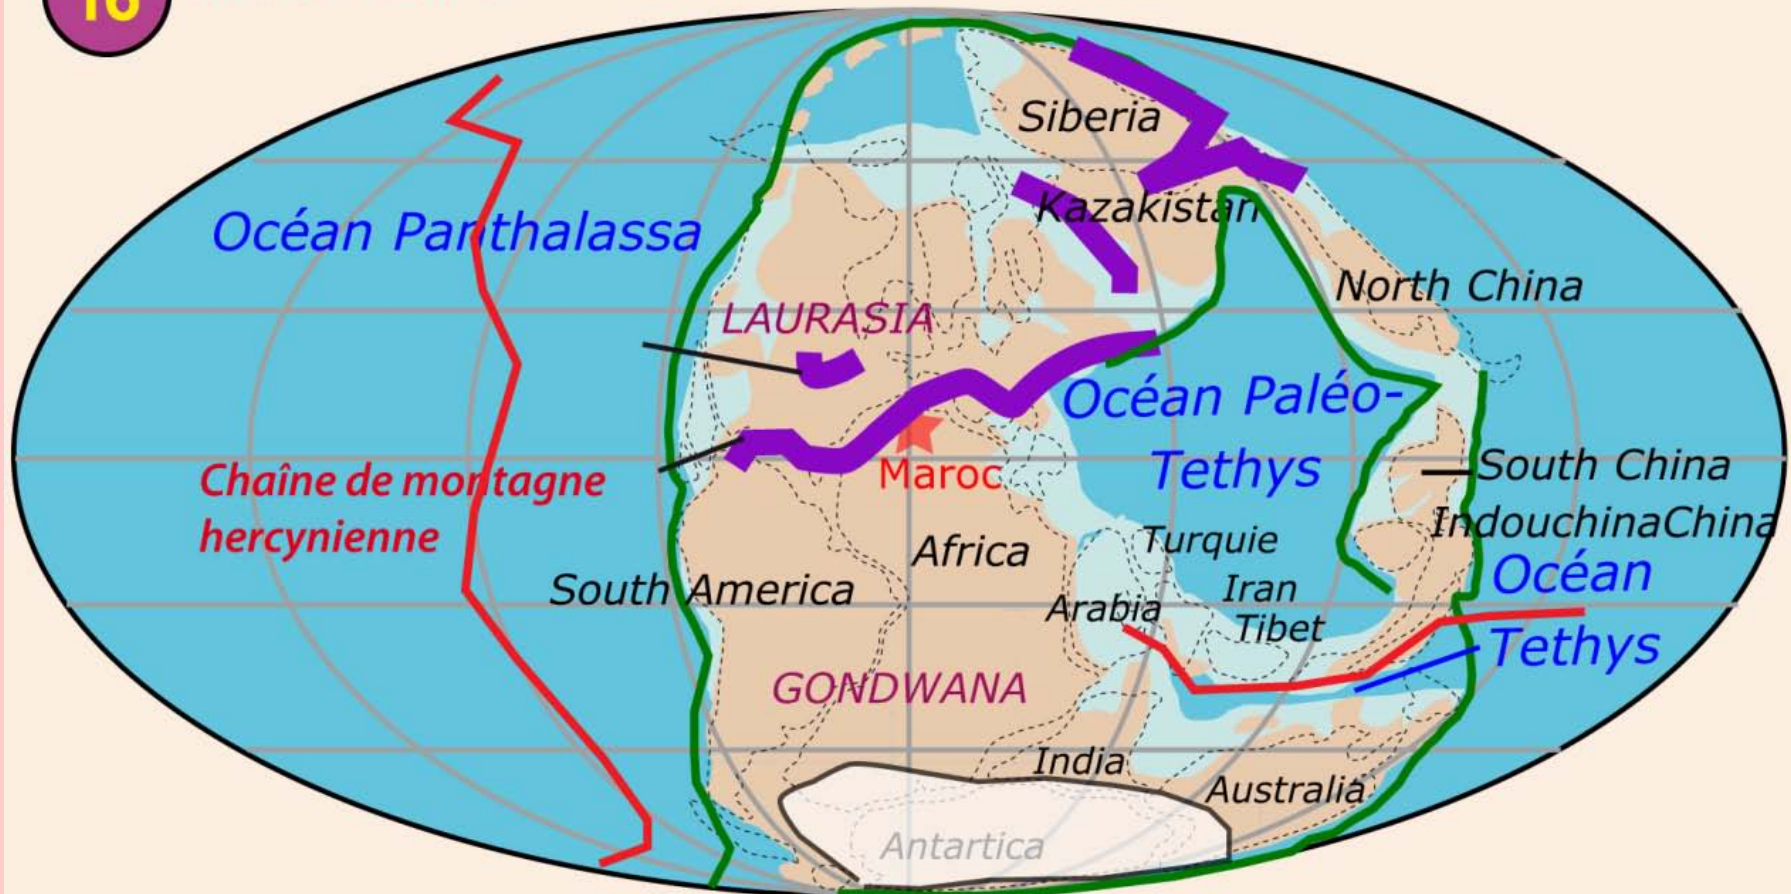 16
Siberia
Kazakistan
Océan Panthalassa
North China
LAURASIA
Océan Paléo-
Tethys
Maroc
Chaîne de montagne
hercynienne
South China
IndouchinaChina
Turquie
Africa
Océan
Tethys
South America
Iran
Arabia
Tibet
GONDWANA
India
Australia
Antartica